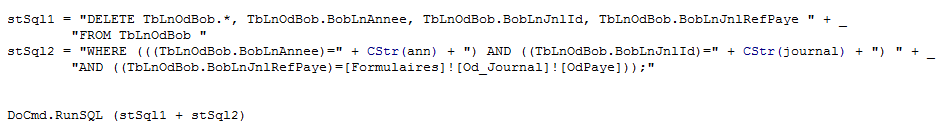 stSql1 = "DELETE TbLnOdBob.*, TbLnOdBob.BobLnAnnee, TbLnOdBob.BobLnJnlId, TbLnOdBob.BobLnJnlRefPaye " + _
"FROM TbLnOdBob "
stSql2 = "WHERE (((TbLnOdBob.BobLnAnnee)=" + CStr(ann) + ") AND ((TbLnOdBob.BobLnJnlId)=" + CStr(journal) + ") " + _
"AND ((TbLnOdBob.BobLnJnlRefPaye)=[Formulaires]![Od_Journal]![OdPaye]));"
DoCmd.RunSQL (stSql1 + stSql2)